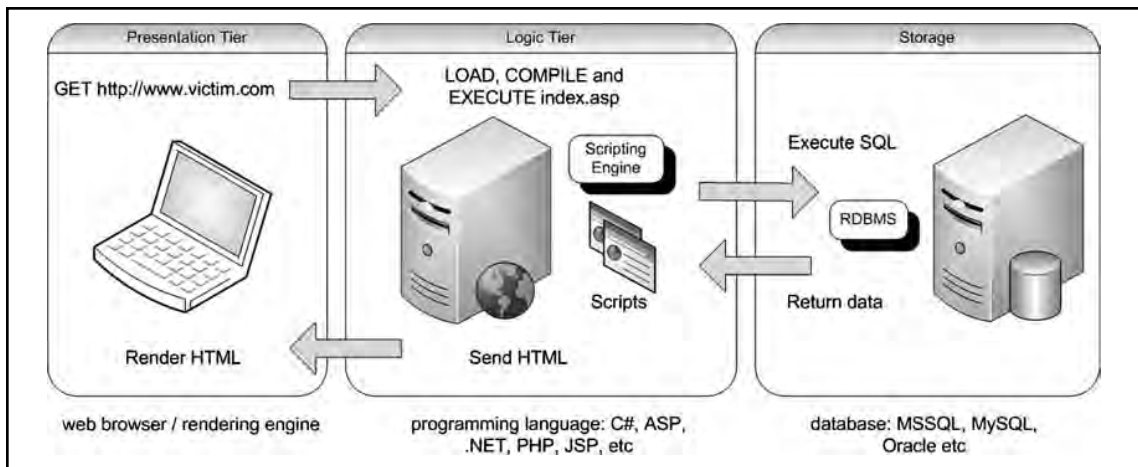 Presentation Tier
GET http://www.victim.com
Render HTML
web browser / rendering engine
Logic Tier
LOAD, COMPILE and
EXECUTE index.asp
Scripting
Engine
Scripts
Send HTML
programming language: C#, ASP,
.NET, PHP, JSP, etc
Storage
Execute SQL
RDBMS
Return data
database: MSSQL, MySQL,
Oracle etc